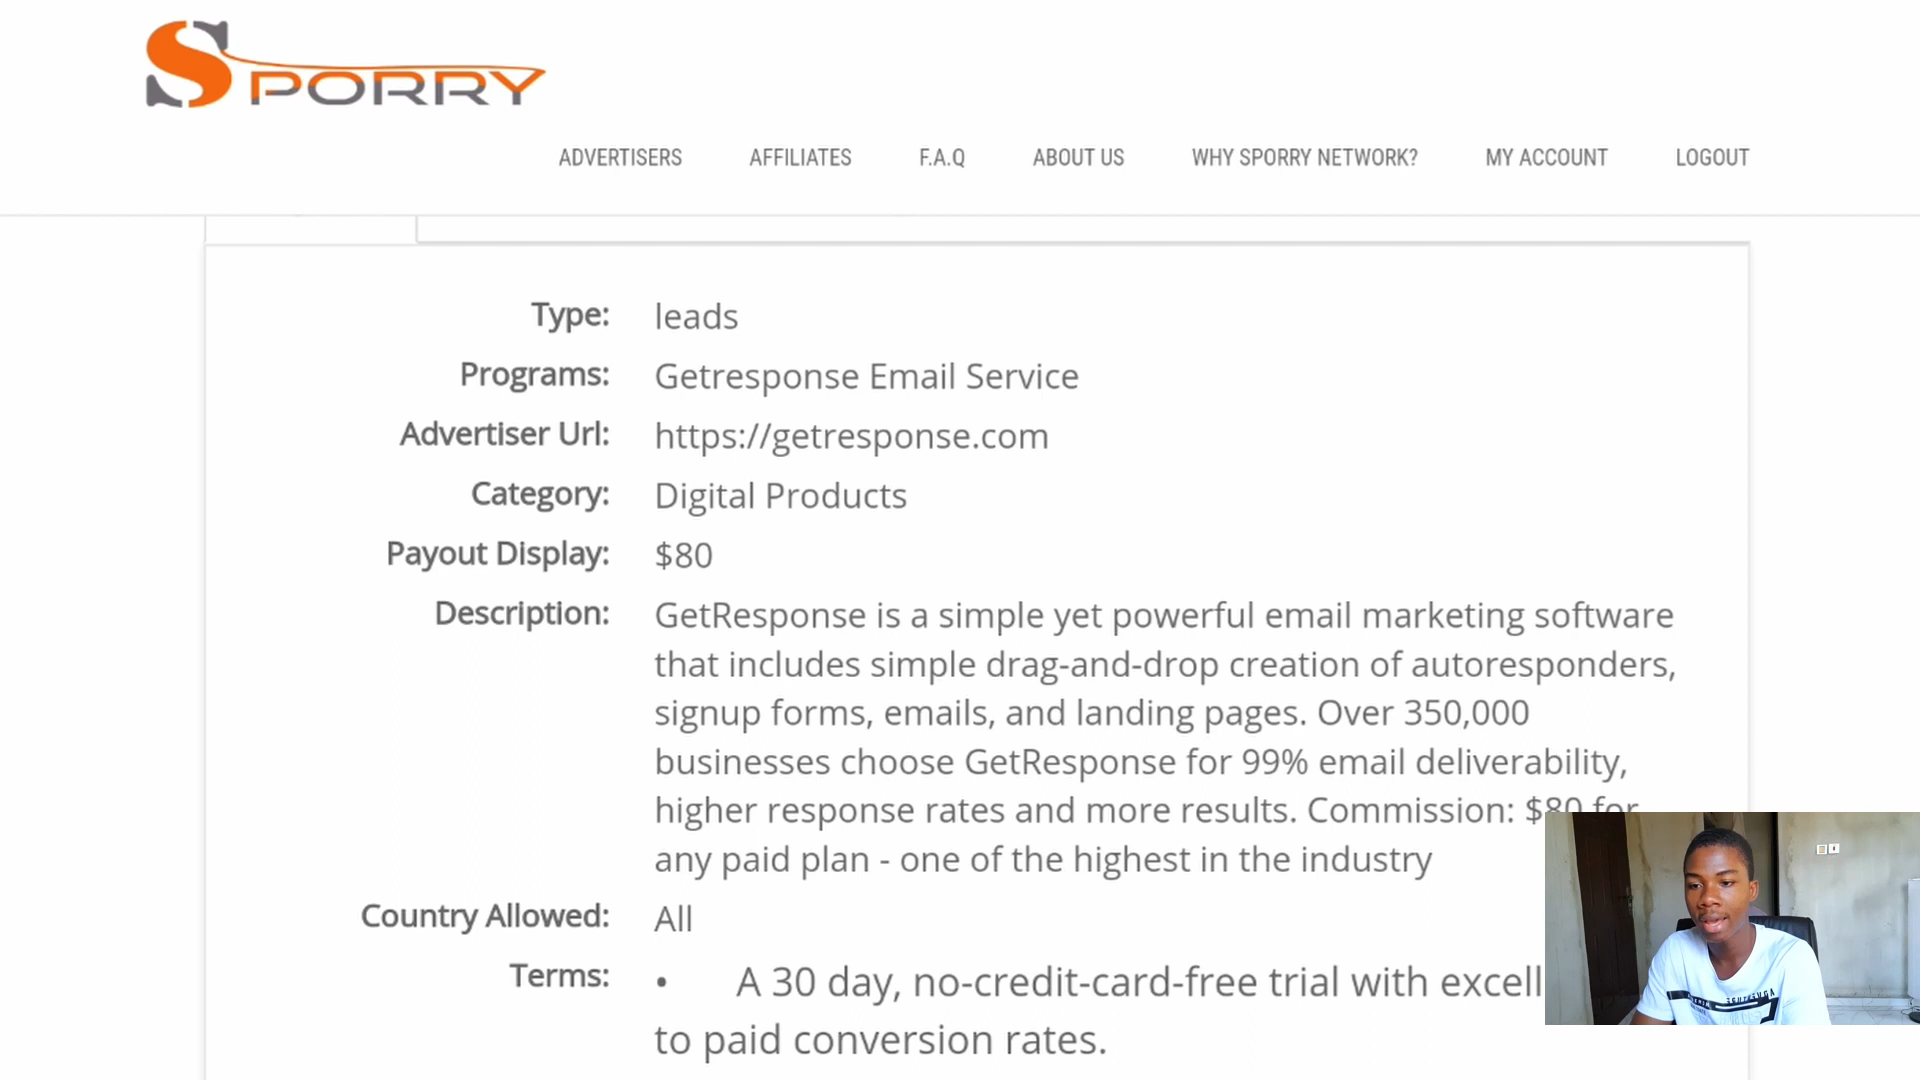 SPORRY
ADVERTISERS AFFILIATES F.A.Q ABOUT US WHY SPORRY NETWORK? MY ACCOUNT LOGOUT
Type: leads
Programs: Getresponse Email Service
Advertiser Url: https://getresponse.com
Category: Digital Products
Payout Display: $80
Description: GetResponse is a simple yet powerful email marketing software
that includes simple drag-and-drop creation of autoresponders,
signup forms, emails, and landing pages. Over 350,000
businesses choose GetResponse for 99% email deliverability,
higher response rates and more results. Commission: $80 for
any paid plan - one of the highest in the industry
Country Allowed: All
Terms: • A 30 day, no-credit-card-free trial with excell
to paid conversion rates.